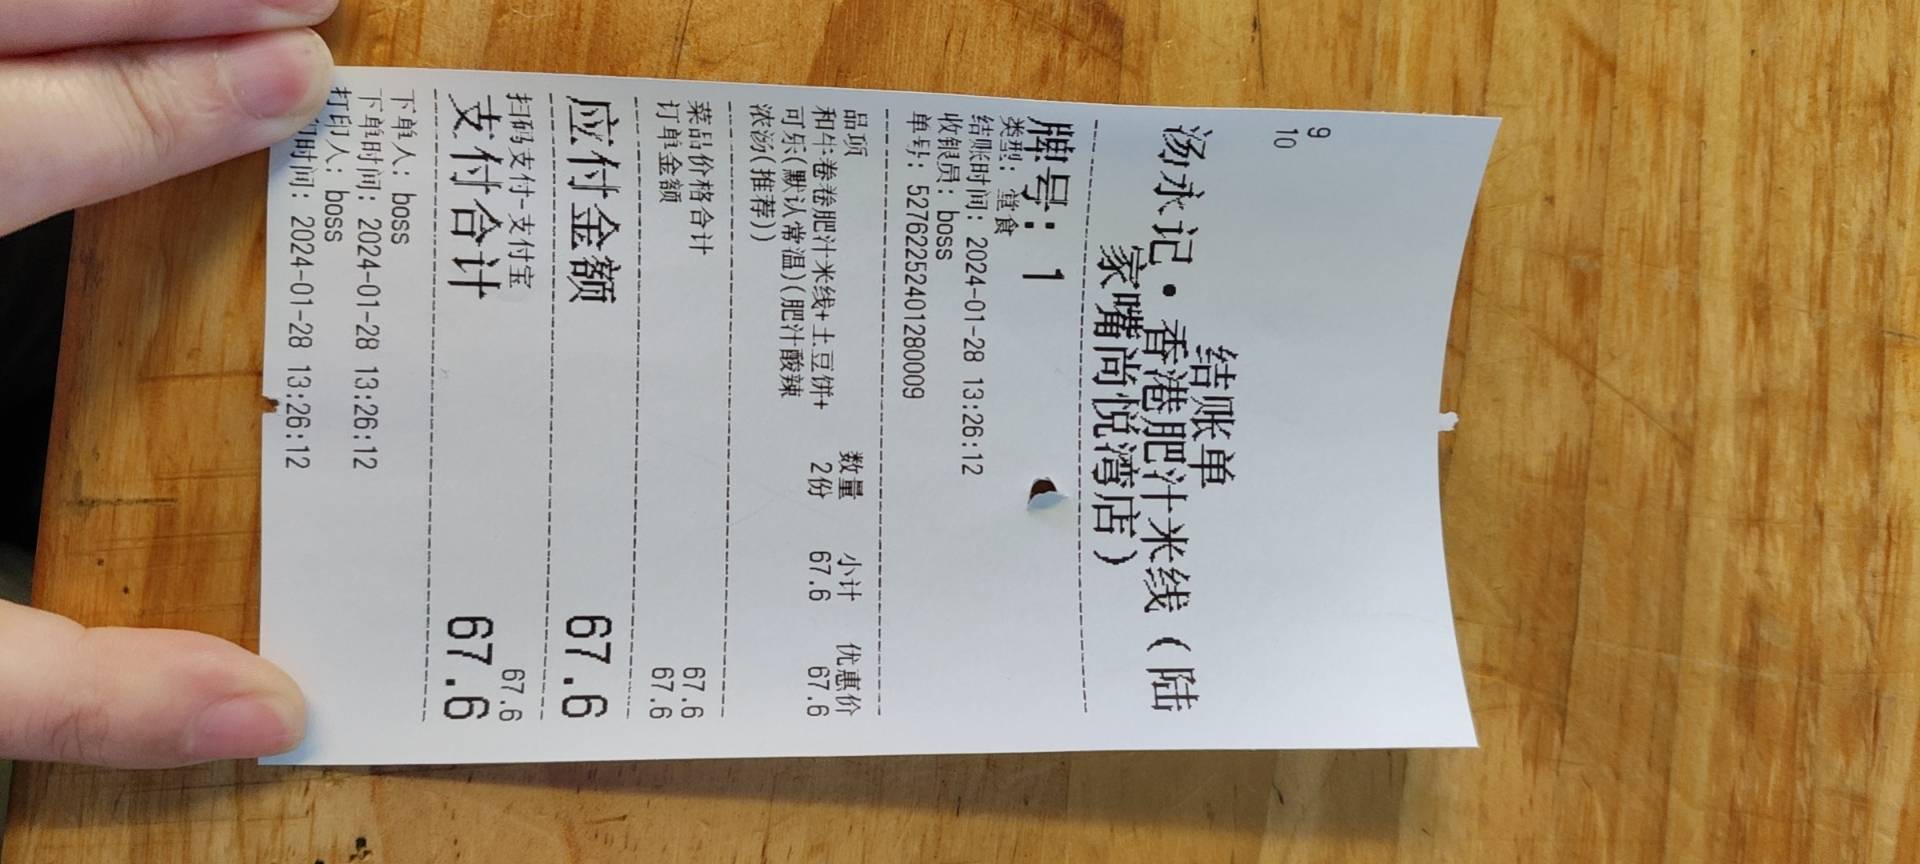 9
10
结账单
汤永记·香港肥汁米线(陆
家嘴尚悦湾店)
牌号: 1
类型: 堂食
结账时间: 2024-01-28 13:26:12
收银员: boss
单号: 52762252401280009
品项 数量 小计 优惠价
和牛卷卷肥汁米线+土豆饼+ 2份 67.6 67.6
可乐(默认常温)(肥汁酸辣
浓汤(推荐))
菜品价格合计 67.6
订单金额 67.6
应付金额 67.6
扫码支付-支付宝 67.6
支付合计 67.6
下单人: boss
下单时间: 2024-01-28 13:26:12
打印人: boss
印时间: 2024-01-28 13:26:12